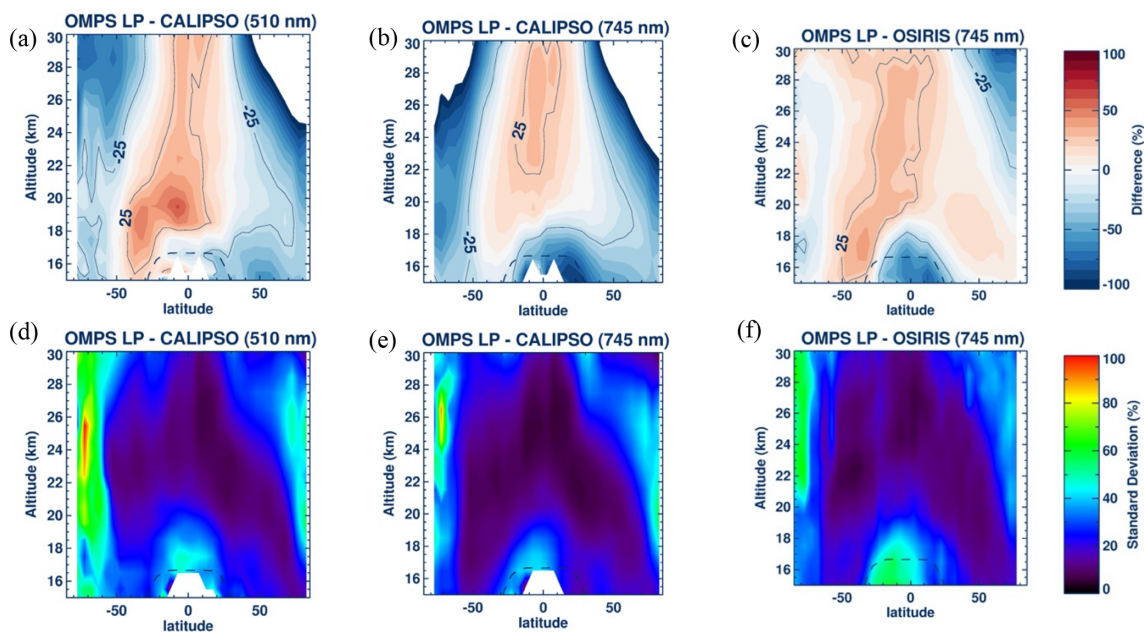 (a)
OMPS LP - CALIPSO (510 nm)
30
28
26
24
22
20
18
16
Altitude (km)
-25
-25
25
-50 0 50
latitude
(b)
OMPS LP - CALIPSO (745 nm)
30
28
26
24
22
20
18
16
Altitude (km)
25
-25
-25
-50 0 50
latitude
(c)
OMPS LP - OSIRIS (745 nm)
30
28
26
24
22
20
18
16
Altitude (km)
-25
25
-50 0 50
latitude
100
50
0
-50
-100
Difference (%)
(d)
OMPS LP - CALIPSO (510 nm)
30
28
26
24
22
20
18
16
Altitude (km)
-50 0 50
latitude
(e)
OMPS LP - CALIPSO (745 nm)
30
28
26
24
22
20
18
16
Altitude (km)
-50 0 50
latitude
(f)
OMPS LP - OSIRIS (745 nm)
30
28
26
24
22
20
18
16
Altitude (km)
-50 0 50
latitude
100
80
60
40
20
0
Standard Deviation (%)